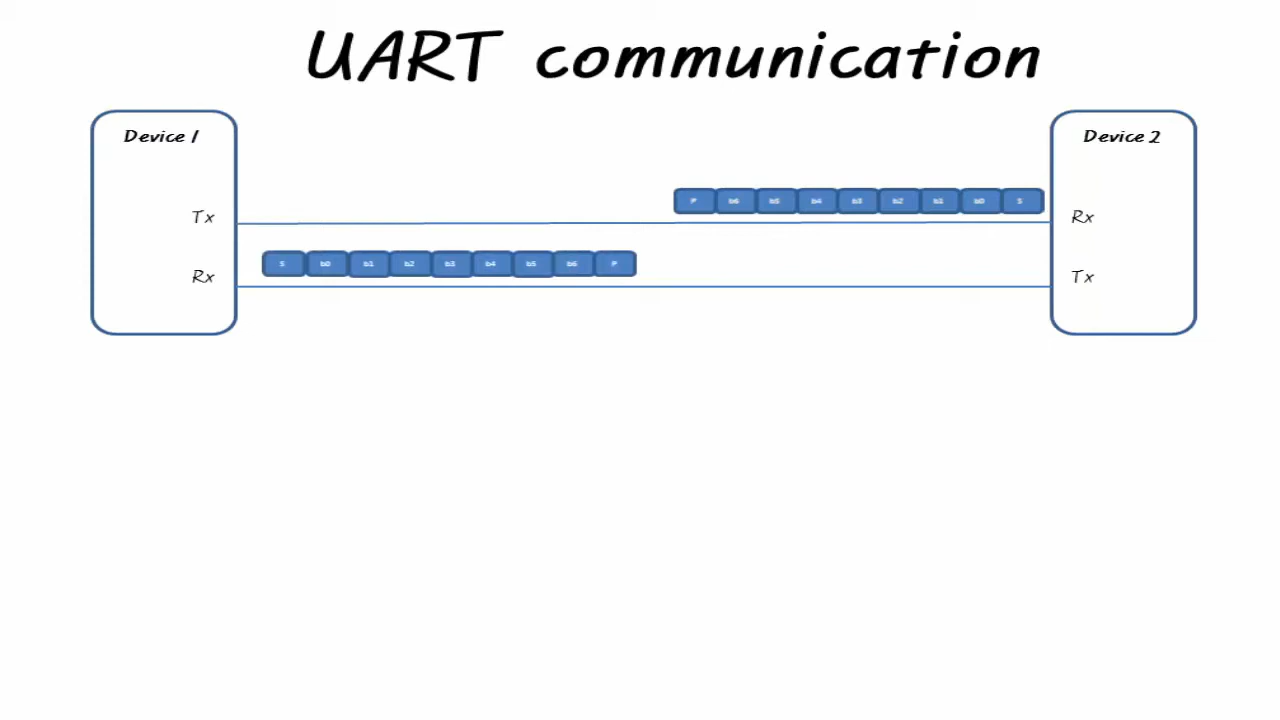 UART communication
Device 1
Device 2
P b6 b5 b4 b3 b2 b1 b0 S
Tx
Rx
S b0 b1 b2 b3 b4 b5 b6 P
Rx
Tx